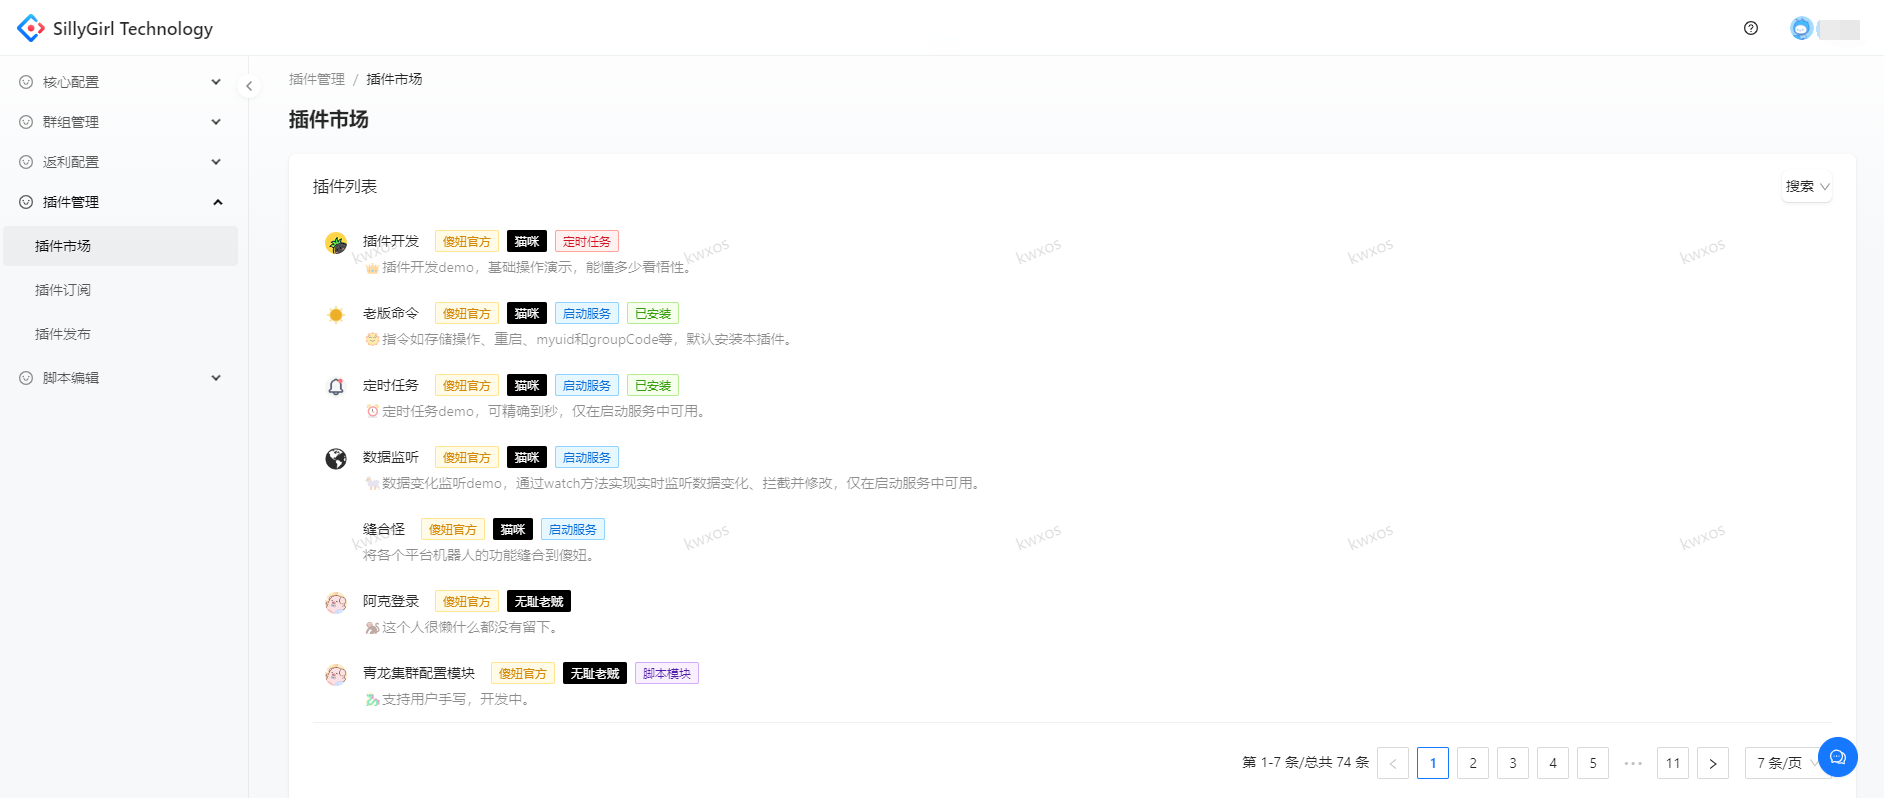 SillyGirl Technology
核心配置
群组管理
返利配置
插件管理
插件市场
插件订阅
插件发布
脚本编辑
插件管理 / 插件市场
插件市场
插件列表
搜索
插件开发 傻妞官方 猫咪 定时任务
插件开发demo，基础操作演示，能懂多少看悟性。
老版命令 傻妞官方 猫咪 启动服务 已安装
指令如存储操作、重启、myuid和groupCode等，默认安装本插件。
定时任务 傻妞官方 猫咪 启动服务 已安装
定时任务demo，可精确到秒，仅在启动服务中可用。
数据监听 傻妞官方 猫咪 启动服务
数据变化监听demo，通过watch方法实现实时监听数据变化、拦截并修改，仅在启动服务中可用。
缝合怪 傻妞官方 猫咪 启动服务
将各个平台机器人的功能缝合到傻妞。
阿克登录 傻妞官方 无耻老贼
这个人很懒什么都没有留下。
青龙集群配置模块 傻妞官方 无耻老贼 脚本模块
支持用户手写，开发中。
kwxos kwxos kwxos kwxos kwxos
kwxos kwxos kwxos kwxos kwxos
第 1-7 条/总共 74 条 < 1 2 3 4 5 ••• 11 > 7 条/页